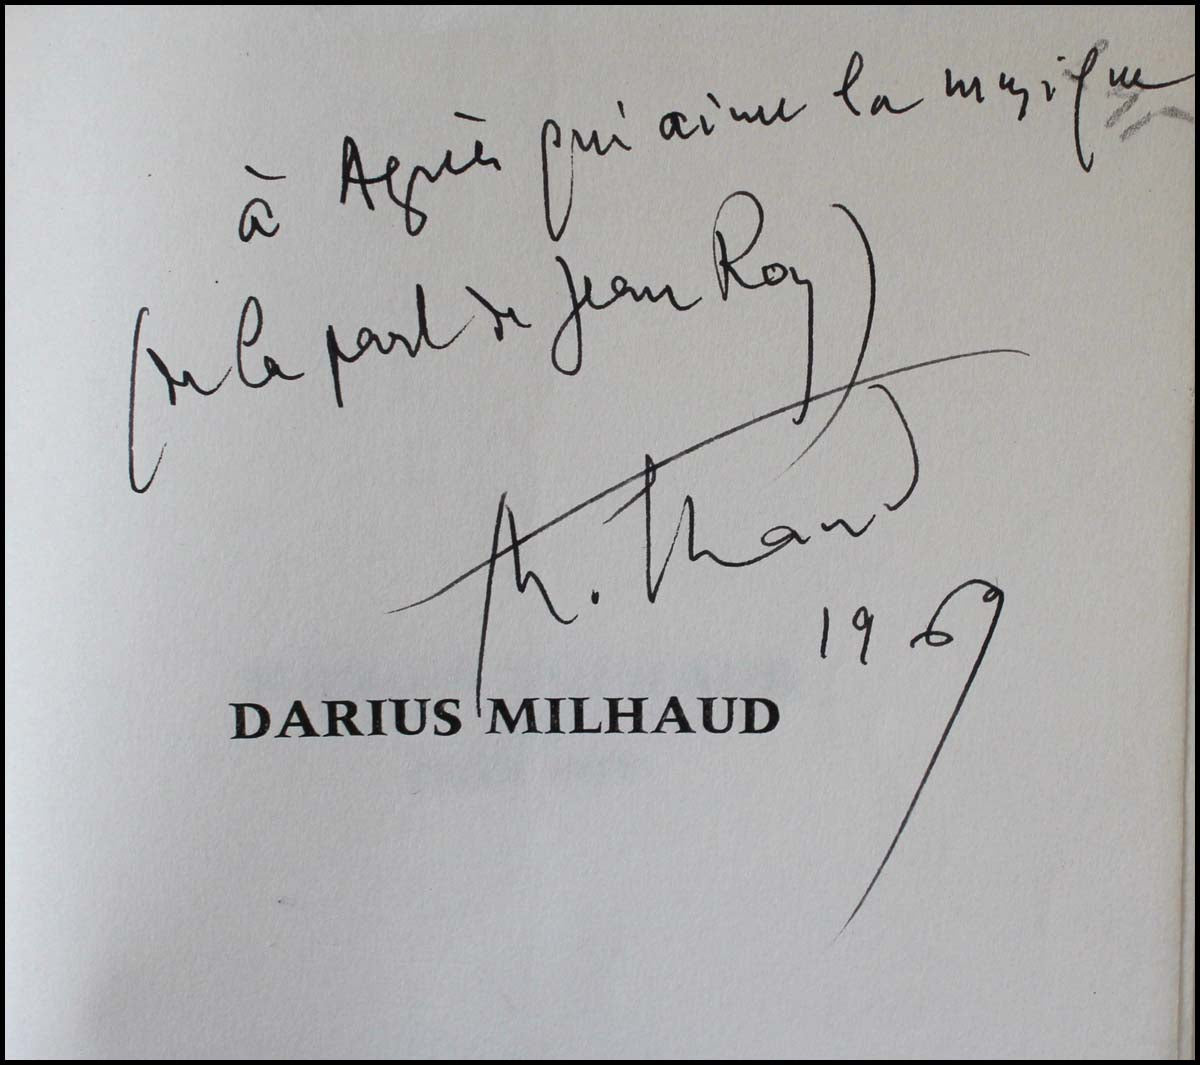 à Agnès qui aime la musique
(de la part de Jean Roy)
1969
DARIUS MILHAUD